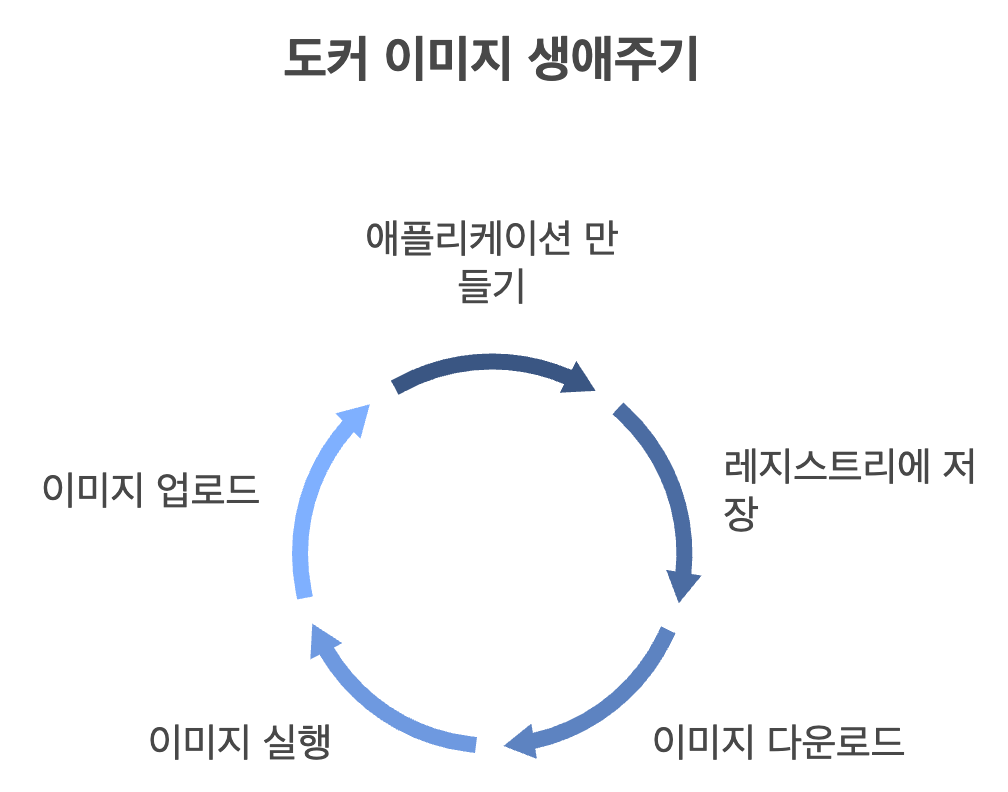 도커 이미지 생애주기
애플리케이션 만
들기
레지스트리에 저
장
이미지 다운로드
이미지 실행
이미지 업로드